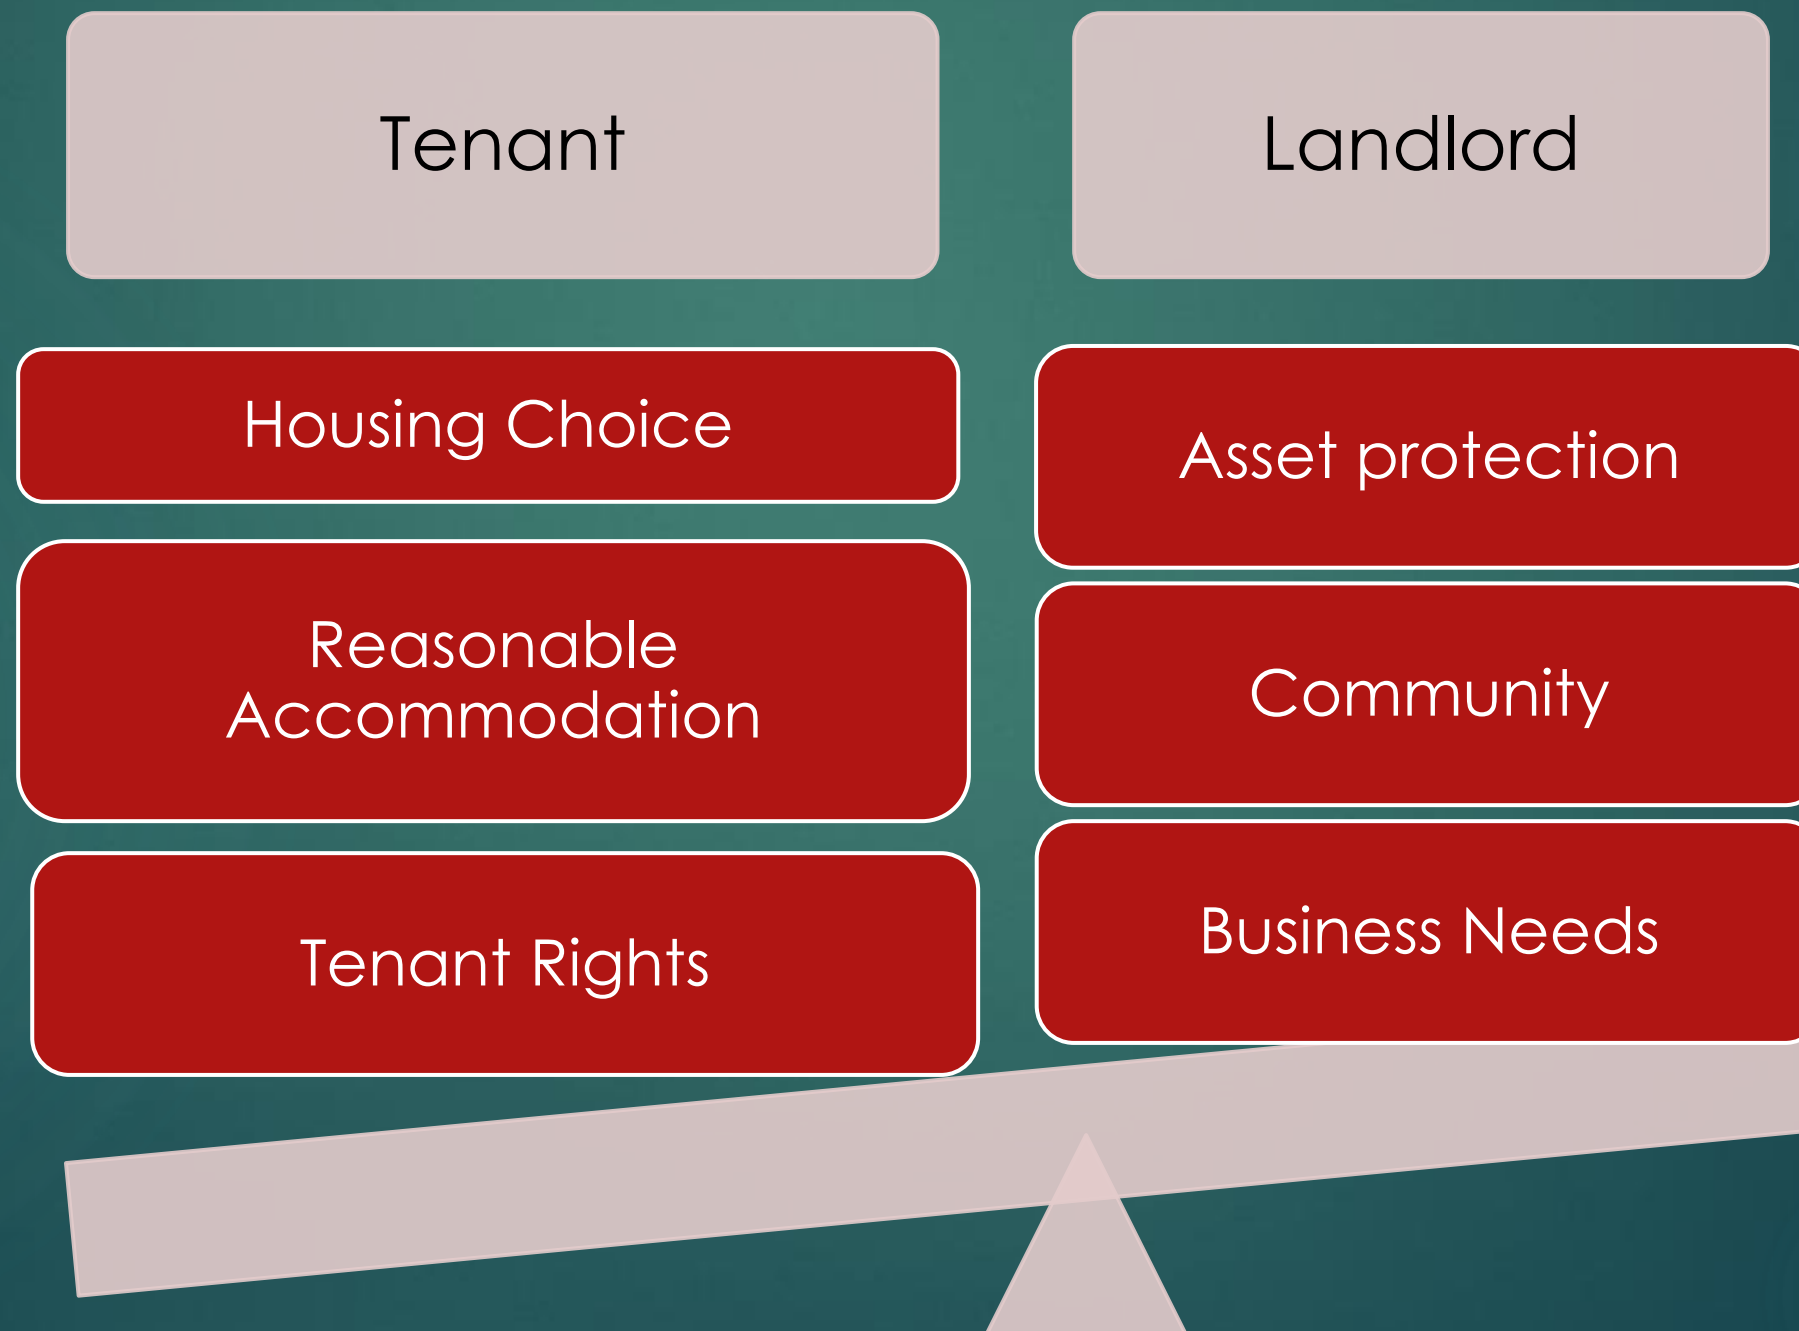 Tenant
Landlord
Housing Choice
Reasonable
Accommodation
Tenant Rights
Asset protection
Community
Business Needs